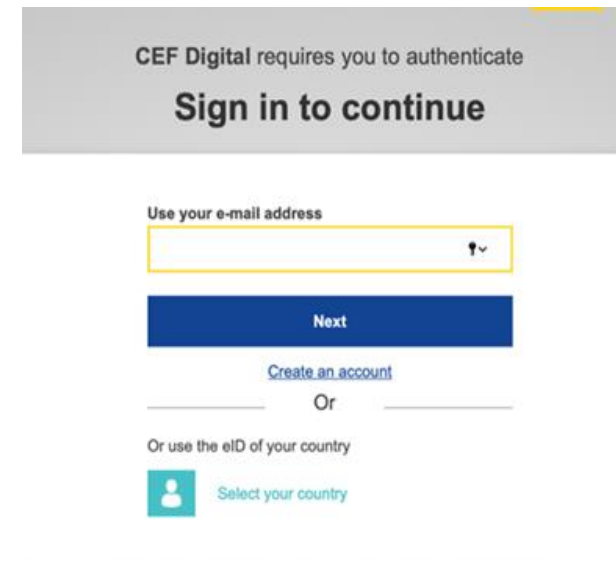 CEF Digital requires you to authenticate
Sign in to continue
Use your e-mail address
Next
Create an account
Or
Or use the eID of your country
Select your country